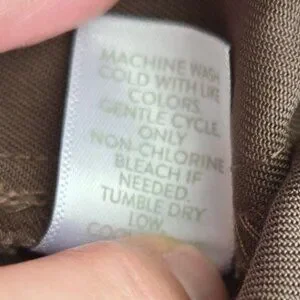 MACHINE WASH
COLD WITH LIKE
COLORS.
GENTLE CYCLE.
ONLY
NON-CHLORINE
BLEACH IF
NEEDED.
TUMBLE DRY
LOW.